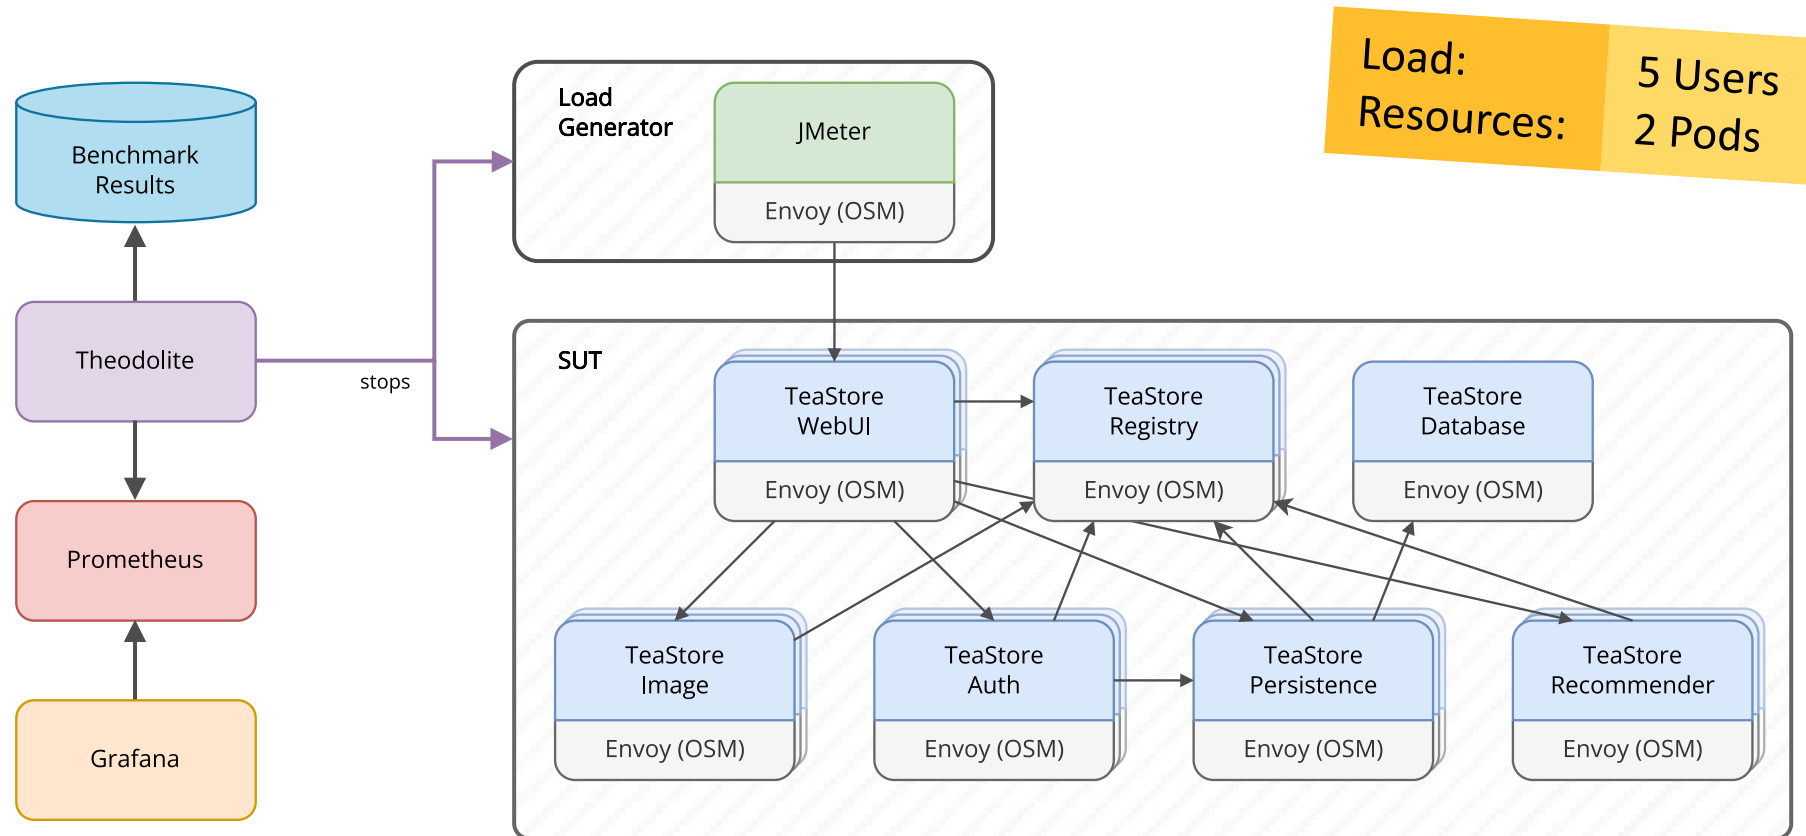 Load:
Resources:
5 Users
2 Pods
Load
Generator
JMeter
Envoy (OSM)
Benchmark
Results
Theodolite
stops
Prometheus
Grafana
SUT
TeaStore
WebUI
Envoy (OSM)
TeaStore
Registry
Envoy (OSM)
TeaStore
Database
Envoy (OSM)
TeaStore
Image
Envoy (OSM)
TeaStore
Auth
Envoy (OSM)
TeaStore
Persistence
Envoy (OSM)
TeaStore
Recommender
Envoy (OSM)